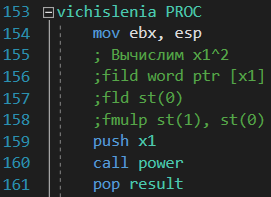 153 vichislenia PROC
154 mov ebx, esp
155 ; Вычислим x1^2
156 ;fild word ptr [x1]
157 ;fld st(0)
158 ;fmulp st(1), st(0)
159 push x1
160 call power
161 pop result